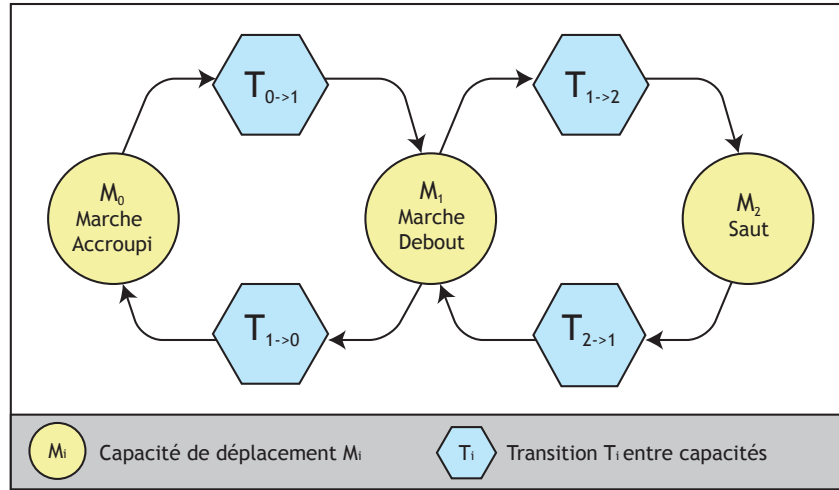 T0->1
T1->2
M0
Marche
Accroupi
M1
Marche
Debout
M2
Saut
T1->0
T2->1
Mi
Capacité de déplacement Mi
Ti
Transition Ti entre capacités